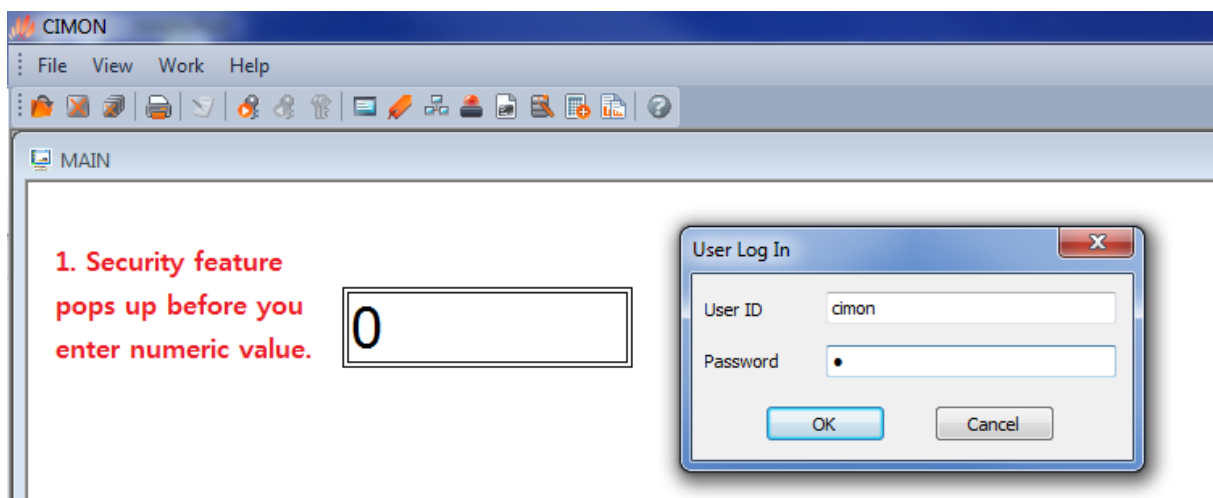 CIMON
File View Work Help
MAIN
1. Security feature
pops up before you
enter numeric value.
0
User Log In
User ID cimon
Password ●
OK Cancel